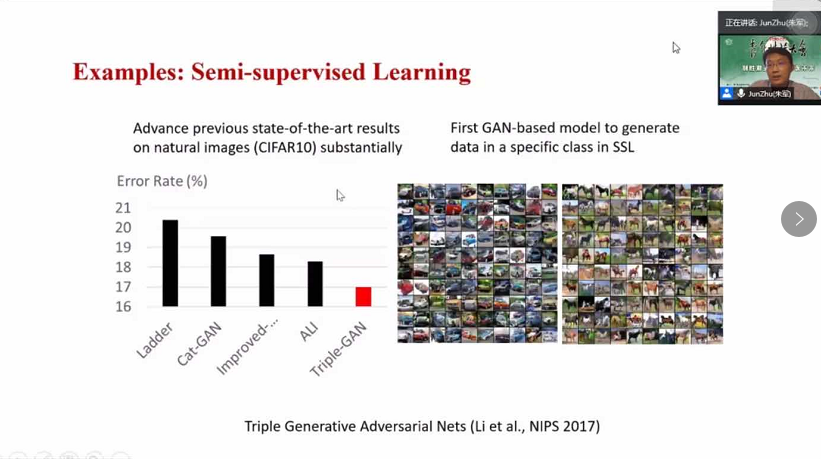 正在讲话: JunZhu(朱军);
JunZhu(朱军)
Examples: Semi-supervised Learning
Advance previous state-of-the-art results
on natural images (CIFAR10) substantially
First GAN-based model to generate
data in a specific class in SSL
Error Rate (%)
21
20
19
18
17
16
Ladder
Cat-GAN
Improved-...
ALI
Triple-GAN
Triple Generative Adversarial Nets (Li et al., NIPS 2017)